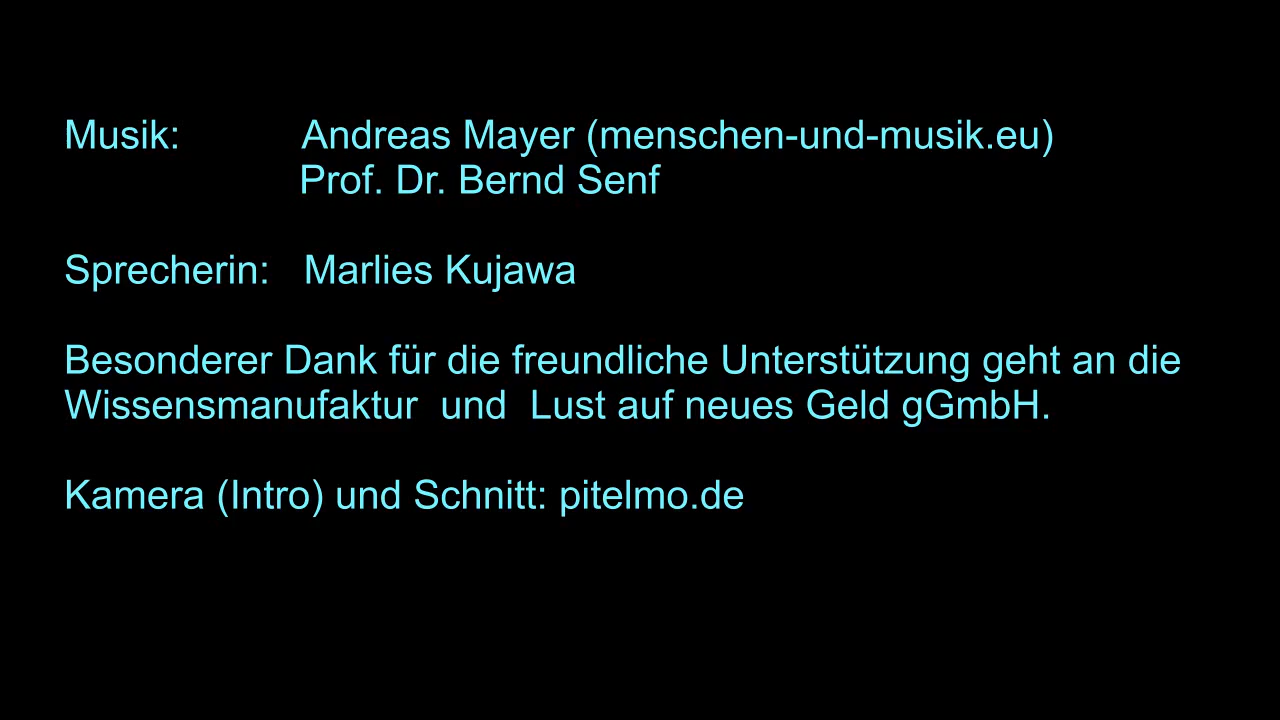 Musik: Andreas Mayer (menschen-und-musik.eu)
Prof. Dr. Bernd Senf
Sprecherin: Marlies Kujawa
Besonderer Dank für die freundliche Unterstützung geht an die
Wissensmanufaktur und Lust auf neues Geld gGmbH.
Kamera (Intro) und Schnitt: pitelmo.de